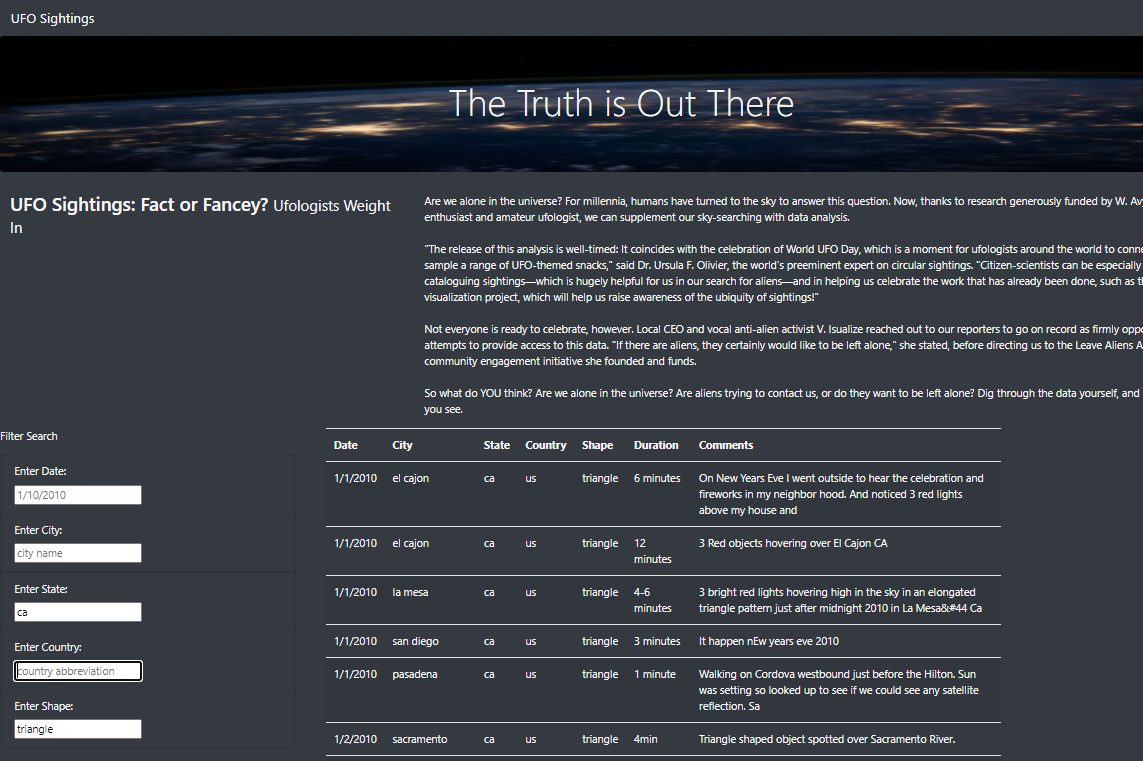 UFO Sightings
The Truth is Out There
UFO Sightings: Fact or Fancey? Ufologists Weight
In
Are we alone in the universe? For millennia, humans have turned to the sky to answer this question. Now, thanks to research generously funded by W. Avy
enthusiast and amateur ufologist, we can supplement our sky-searching with data analysis.
"The release of this analysis is well-timed: It coincides with the celebration of World UFO Day, which is a moment for ufologists around the world to conne
sample a range of UFO-themed snacks," said Dr. Ursula F. Olivier, the world's preeminent expert on circular sightings. "Citizen-scientists can be especially
cataloguing sightings—which is hugely helpful for us in our search for aliens—and in helping us celebrate the work that has already been done, such as th
visualization project, which will help us raise awareness of the ubiquity of sightings!"
Not everyone is ready to celebrate, however. Local CEO and vocal anti-alien activist V. Isualize reached out to our reporters to go on record as firmly oppo
attempts to provide access to this data. "If there are aliens, they certainly would like to be left alone," she stated, before directing us to the Leave Aliens A
community engagement initiative she founded and funds.
So what do YOU think? Are we alone in the universe? Are aliens trying to contact us, or do they want to be left alone? Dig through the data yourself, and
you see.
Filter Search
Enter Date:
1/10/2010
Enter City:
city name
Enter State:
ca
Enter Country:
country abbreviation
Enter Shape:
triangle
Date City State Country Shape Duration Comments
1/1/2010 el cajon ca us triangle 6 minutes On New Years Eve I went outside to hear the celebration and
fireworks in my neighbor hood. And noticed 3 red lights
above my house and
1/1/2010 el cajon ca us triangle 12 3 Red objects hovering over El Cajon CA
minutes
1/1/2010 la mesa ca us triangle 4-6 3 bright red lights hovering high in the sky in an elongated
minutes triangle pattern just after midnight 2010 in La Mesa&#44 Ca
1/1/2010 san diego ca us triangle 3 minutes It happen nEw years eve 2010
1/1/2010 pasadena ca us triangle 1 minute Walking on Cordova westbound just before the Hilton. Sun
was setting so looked up to see if we could see any satellite
reflection. Sa
1/2/2010 sacramento ca us triangle 4min Triangle shaped object spotted over Sacramento River.